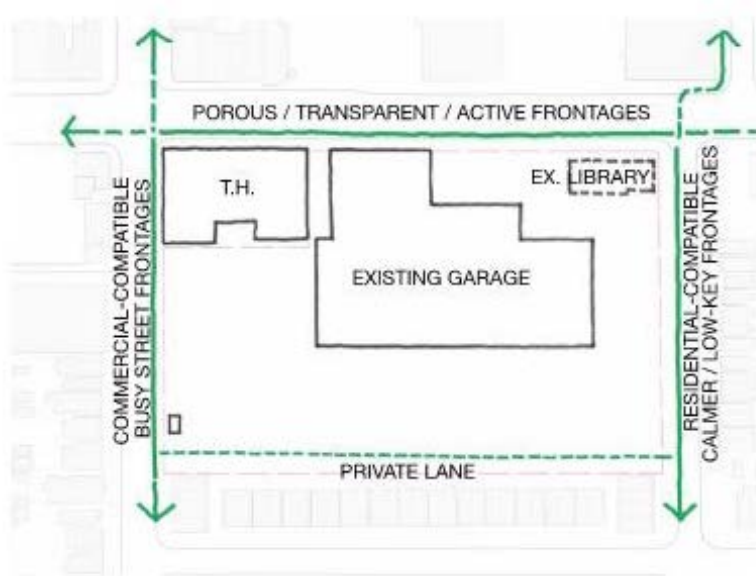 POROUS / TRANSPARENT / ACTIVE FRONTAGES
T.H.
EX. LIBRARY
EXISTING GARAGE
COMMERCIAL-COMPATIBLE
BUSY STREET FRONTAGES
RESIDENTIAL-COMPATIBLE
CALMER / LOW-KEY FRONTAGES
PRIVATE LANE